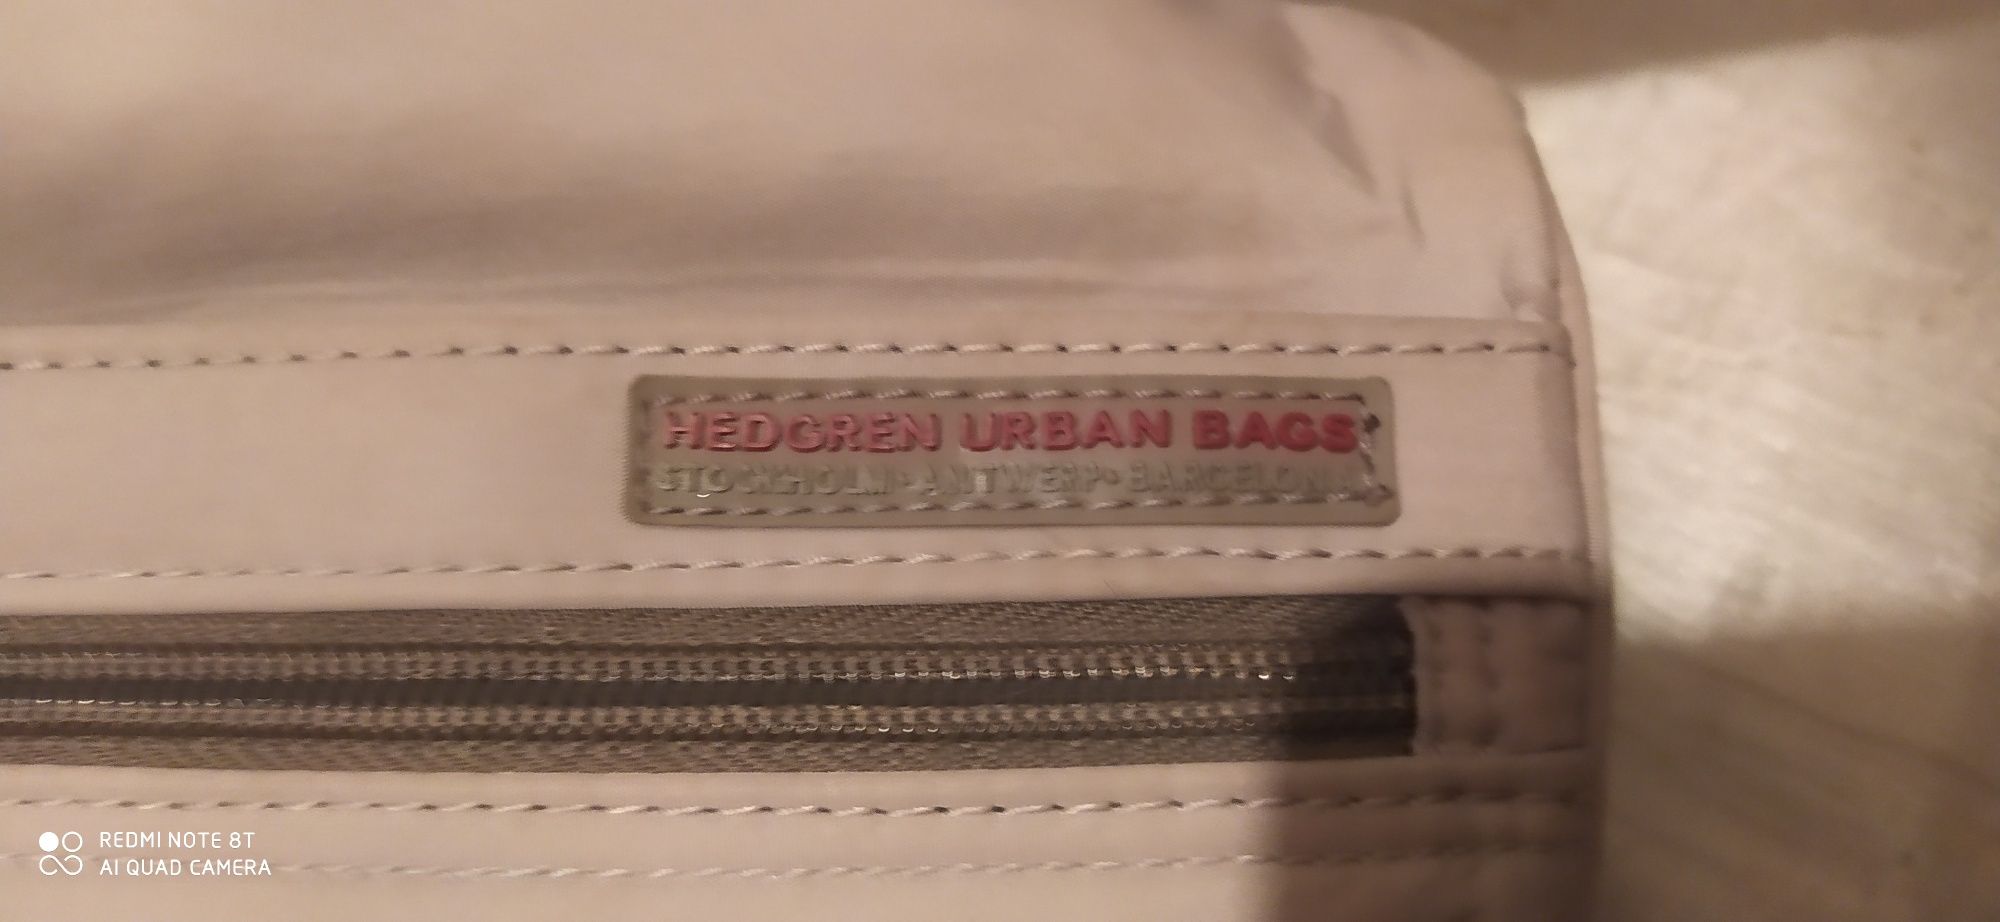 HEDGREN URBAN BAGS
STOCKHOLM•ANTWERP•BARCELONA
REDMI NOTE 8T
AI QUAD CAMERA